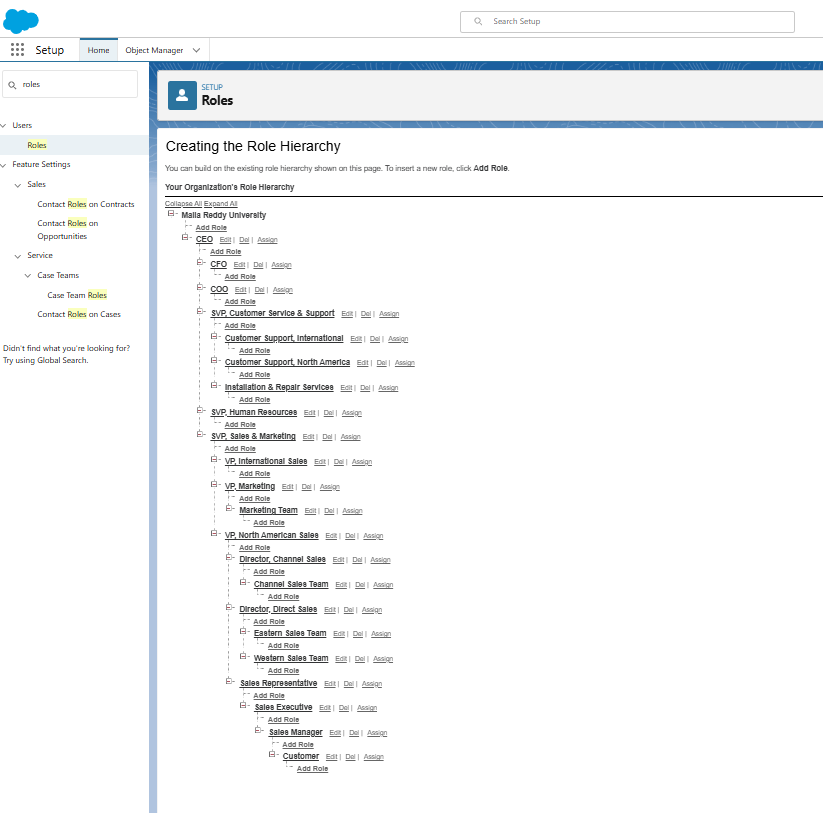 Search Setup
Setup
Home
Object Manager
roles
Users
Roles
Feature Settings
Sales
Contact Roles on Contracts
Contact Roles on
Opportunities
Service
Case Teams
Case Team Roles
Contact Roles on Cases
Didn't find what you're looking for?
Try using Global Search.
SETUP
Roles
Creating the Role Hierarchy
You can build on the existing role hierarchy shown on this page. To insert a new role, click Add Role.
Your Organization's Role Hierarchy
Collapse All Expand All
Malla Reddy University
Add Role
CEO Edit | Del | Assign
Add Role
CFO Edit | Del | Assign
Add Role
COO Edit | Del | Assign
Add Role
SVP, Customer Service & Support Edit | Del | Assign
Add Role
Customer Support, International Edit | Del | Assign
Add Role
Customer Support, North America Edit | Del | Assign
Add Role
Installation & Repair Services Edit | Del | Assign
Add Role
SVP, Human Resources Edit | Del | Assign
Add Role
SVP, Sales & Marketing Edit | Del | Assign
Add Role
VP, International Sales Edit | Del | Assign
Add Role
VP, Marketing Edit | Del | Assign
Add Role
Marketing Team Edit | Del | Assign
Add Role
VP, North American Sales Edit | Del | Assign
Add Role
Director, Channel Sales Edit | Del | Assign
Add Role
Channel Sales Team Edit | Del | Assign
Add Role
Director, Direct Sales Edit | Del | Assign
Add Role
Eastern Sales Team Edit | Del | Assign
Add Role
Western Sales Team Edit | Del | Assign
Add Role
Sales Representative Edit | Del | Assign
Add Role
Sales Executive Edit | Del | Assign
Add Role
Sales Manager Edit | Del | Assign
Add Role
Customer Edit | Del | Assign
Add Role